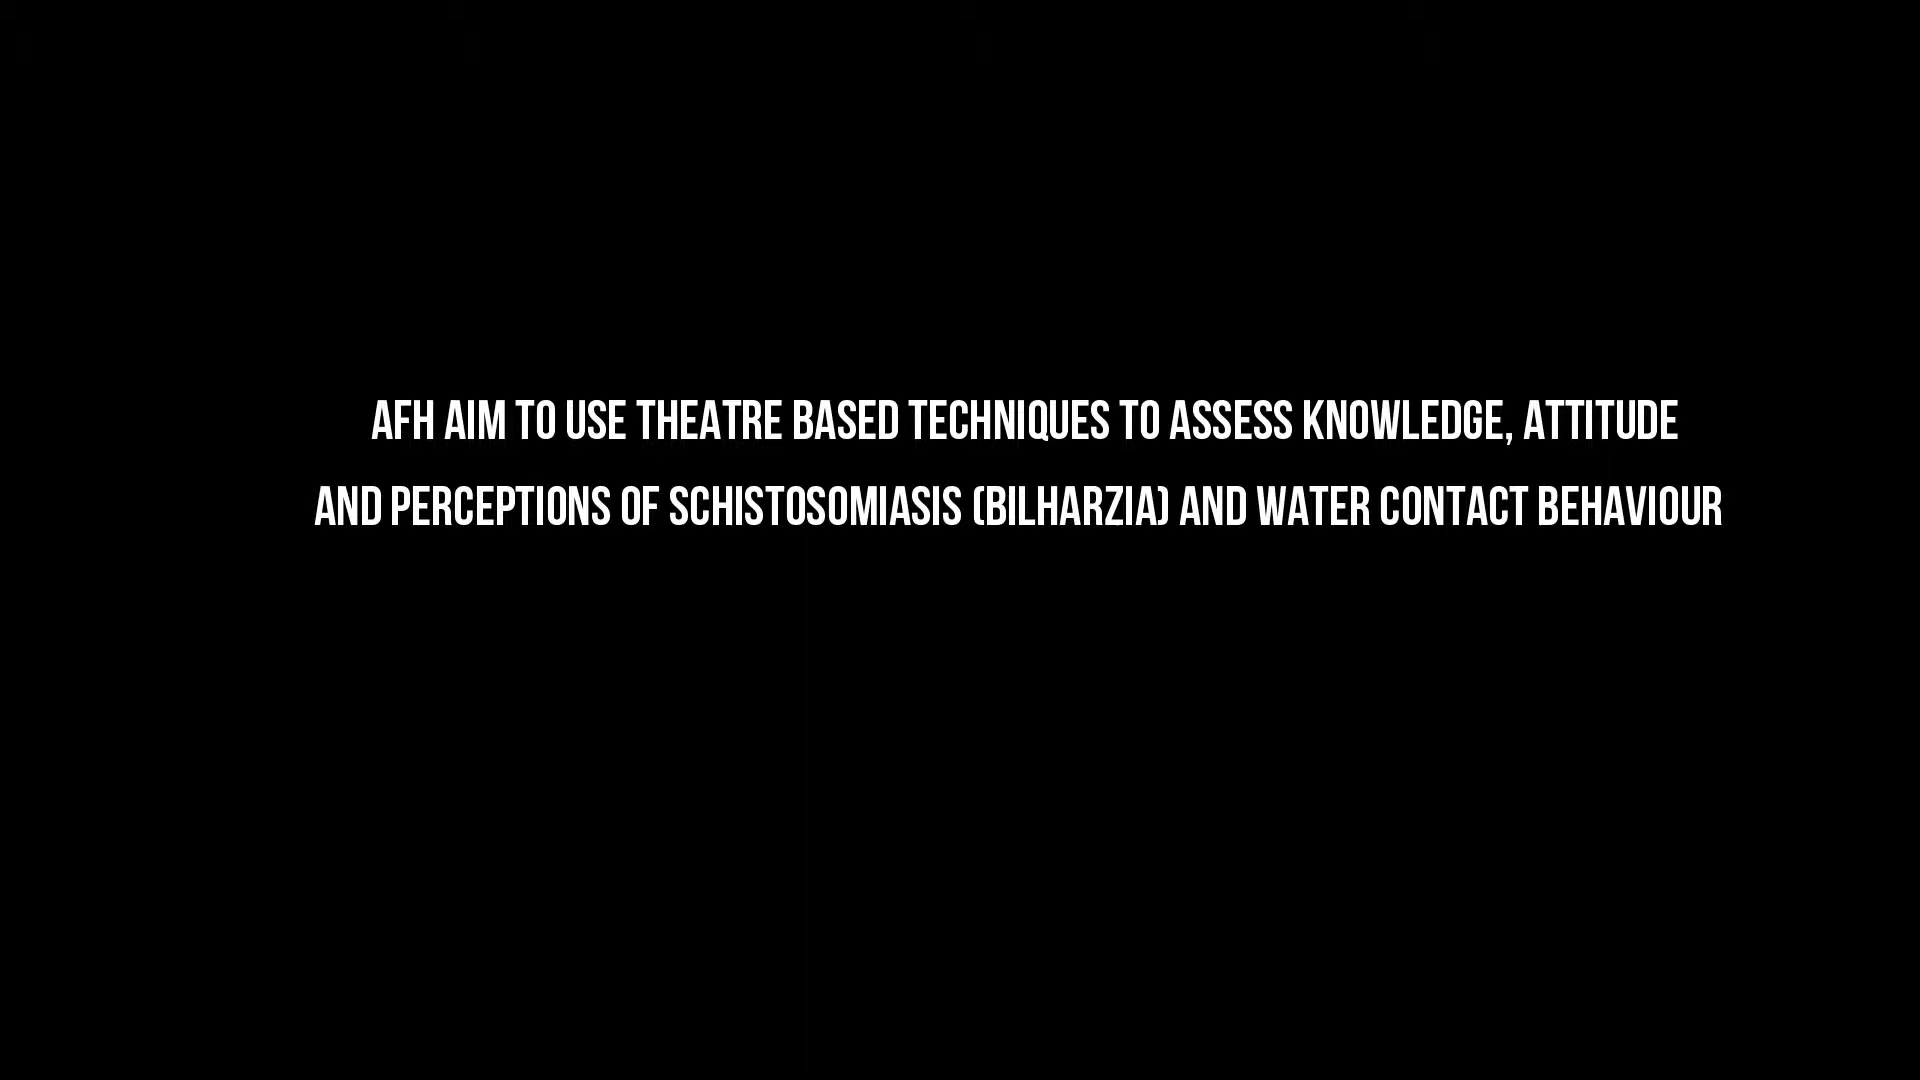 AFH AIM TO USE THEATRE BASED TECHNIQUES TO ASSESS KNOWLEDGE, ATTITUDE
AND PERCEPTIONS OF SCHISTOSOMIASIS (BILHARZIA) AND WATER CONTACT BEHAVIOUR